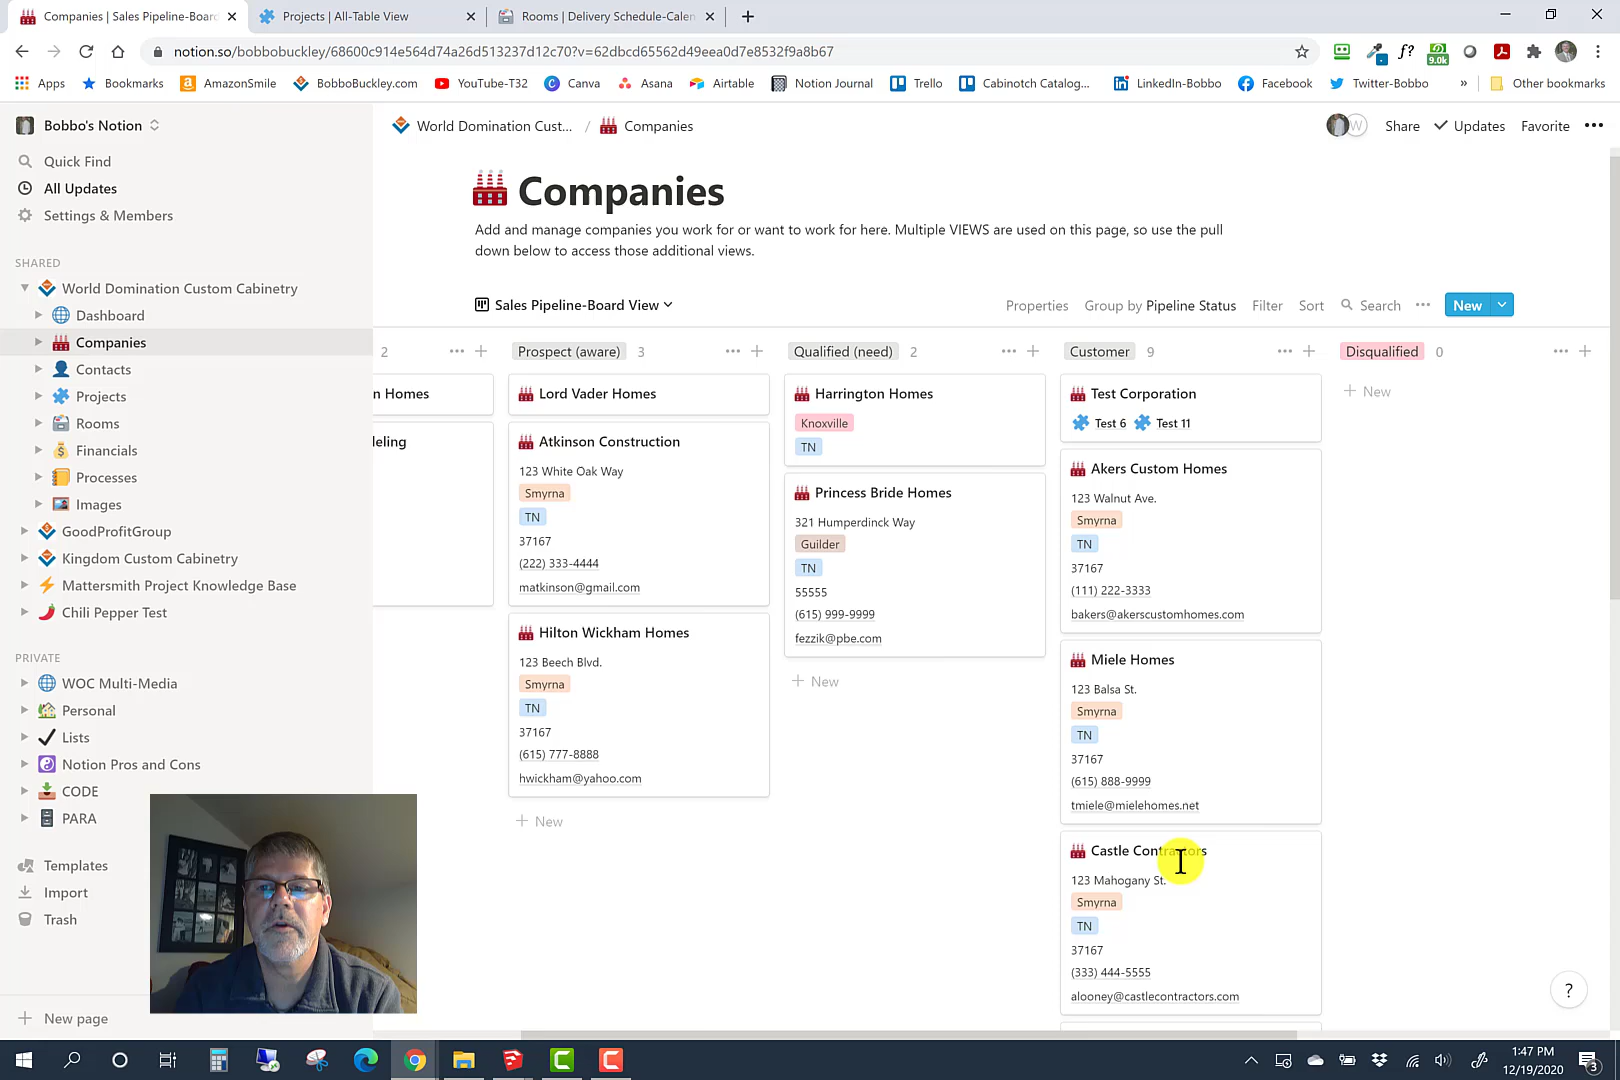 Companies | Sales Pipeline-Board
Projects | All-Table View
Rooms | Delivery Schedule-Calen
notion.so/bobbobuckley/68600c914e564d74a26d513237d12c70?v=62dbcd65562d49eea0d7e8532f9a8b67
f?
9.0k
Apps
Bookmarks
AmazonSmile
BobboBuckley.com
YouTube-T32
Canva
Asana
Airtable
Notion Journal
Trello
Cabinotch Catalog...
LinkedIn-Bobbo
Facebook
Twitter-Bobbo
»
Other bookmarks
Bobbo's Notion
Quick Find
All Updates
Settings & Members
SHARED
World Domination Custom Cabinetry
Dashboard
Companies
Contacts
Projects
Rooms
Financials
Processes
Images
GoodProfitGroup
Kingdom Custom Cabinetry
Mattersmith Project Knowledge Base
Chili Pepper Test
PRIVATE
WOC Multi-Media
Personal
Lists
Notion Pros and Cons
CODE
PARA
Templates
Import
Trash
New page
World Domination Cust... / Companies
W
Share
Updates
Favorite
Companies
Add and manage companies you work for or want to work for here. Multiple VIEWS are used on this page, so use the pull
down below to access those additional views.
Sales Pipeline-Board View
Properties
Group by Pipeline Status
Filter
Sort
Search
New
2
n Homes
leling
Prospect (aware) 3
Lord Vader Homes
Atkinson Construction
123 White Oak Way
Smyrna
TN
37167
(222) 333-4444
matkinson@gmail.com
Hilton Wickham Homes
123 Beech Blvd.
Smyrna
TN
37167
(615) 777-8888
hwickham@yahoo.com
New
Qualified (need) 2
Harrington Homes
Knoxville
TN
Princess Bride Homes
321 Humperdinck Way
Guilder
TN
55555
(615) 999-9999
fezzik@pbe.com
New
Customer 9
Test Corporation
Test 6 Test 11
Akers Custom Homes
123 Walnut Ave.
Smyrna
TN
37167
(111) 222-3333
bakers@akerscustomhomes.com
Miele Homes
123 Balsa St.
Smyrna
TN
37167
(615) 888-9999
tmiele@mielehomes.net
Castle Contractors
123 Mahogany St.
Smyrna
TN
37167
(333) 444-5555
alooney@castlecontractors.com
Disqualified 0
New
?
1:47 PM
12/19/2020
3